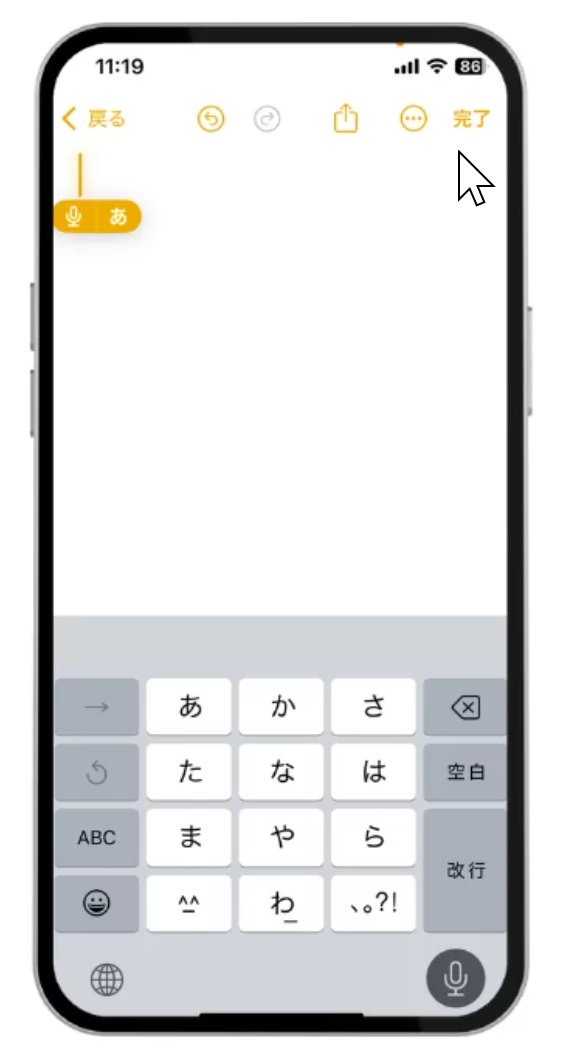 11:19 86
戻る 完了
あ
→ あ か さ
た な は 空白
ABC ま や ら 改行
^^ わ_ 、。?!